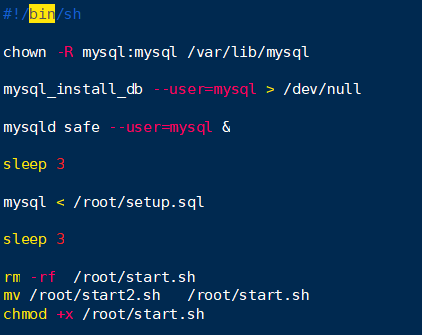 #!/bin/sh
chown -R mysql:mysql /var/lib/mysql
mysql_install_db --user=mysql > /dev/null
mysqld safe --user=mysql &
sleep 3
mysql < /root/setup.sql
sleep 3
rm -rf  /root/start.sh
mv /root/start2.sh   /root/start.sh
chmod +x /root/start.sh